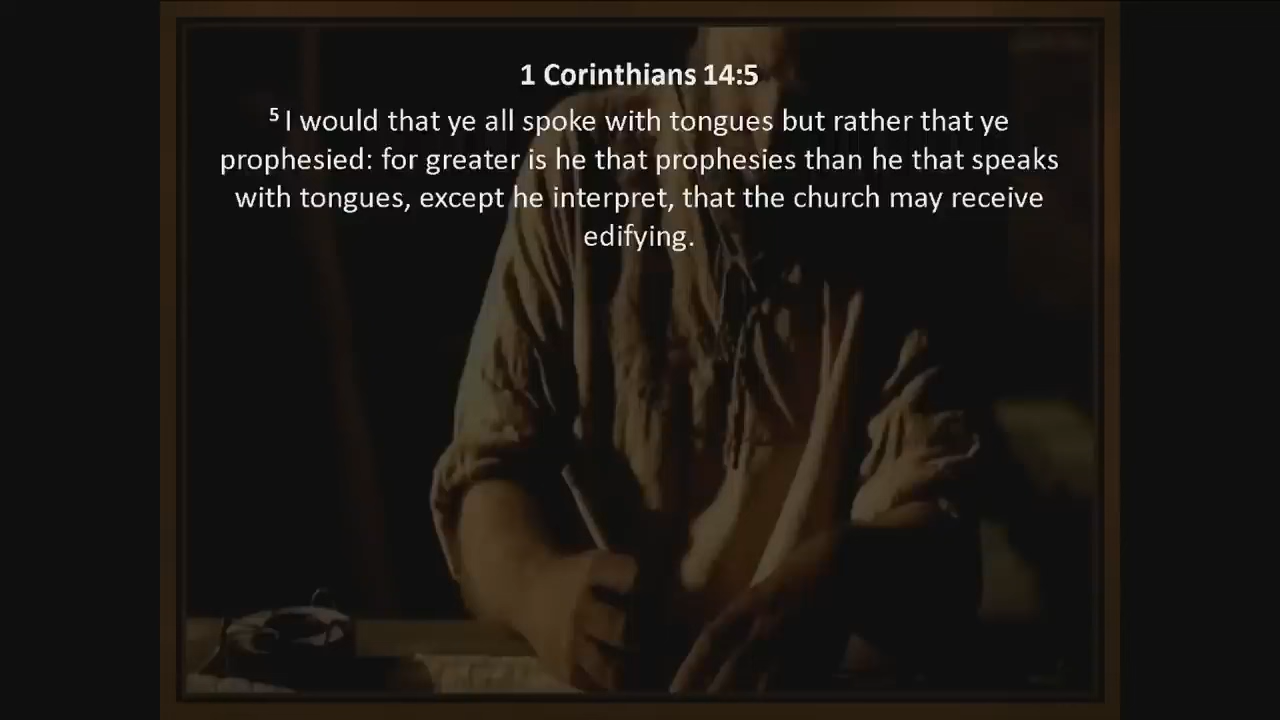 1 Corinthians 14:5
5 I would that ye all spoke with tongues but rather that ye
prophesied: for greater is he that prophesies than he that speaks
with tongues, except he interpret, that the church may receive
edifying.